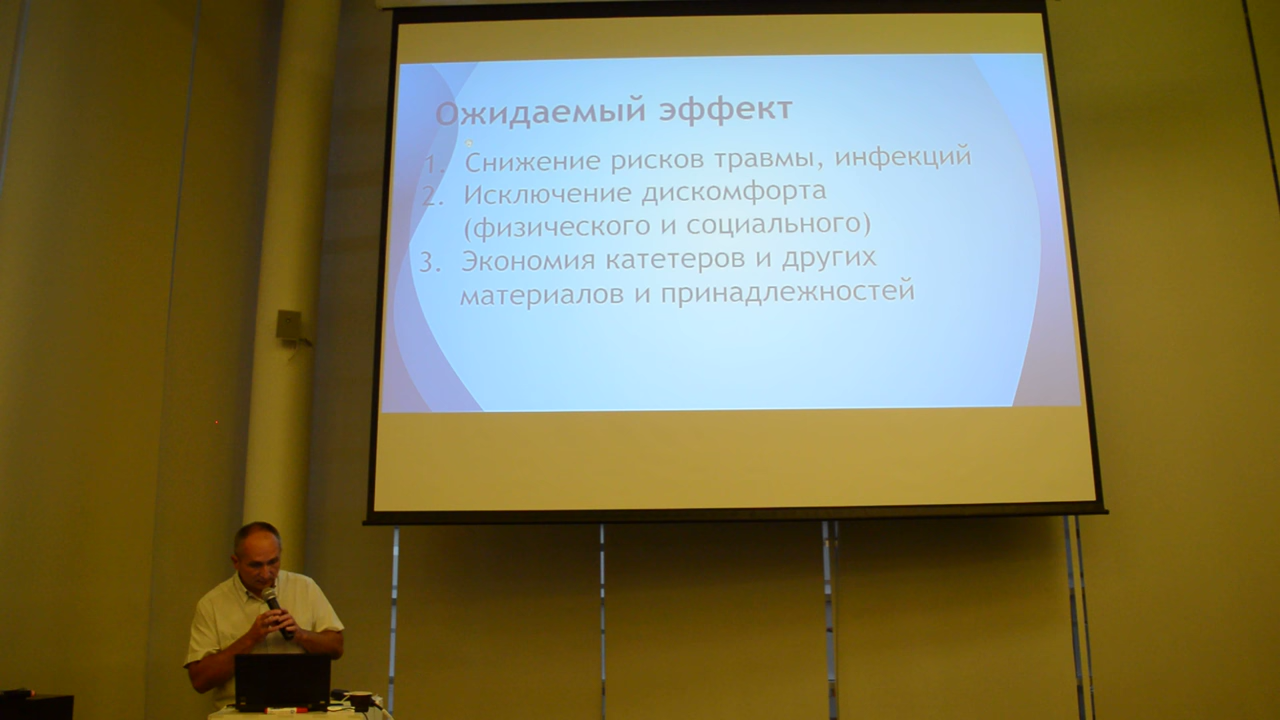 Ожидаемый эффект
1. Снижение рисков травмы, инфекций
2. Исключение дискомфорта
(физического и социального)
3. Экономия катетеров и других
материалов и принадлежностей